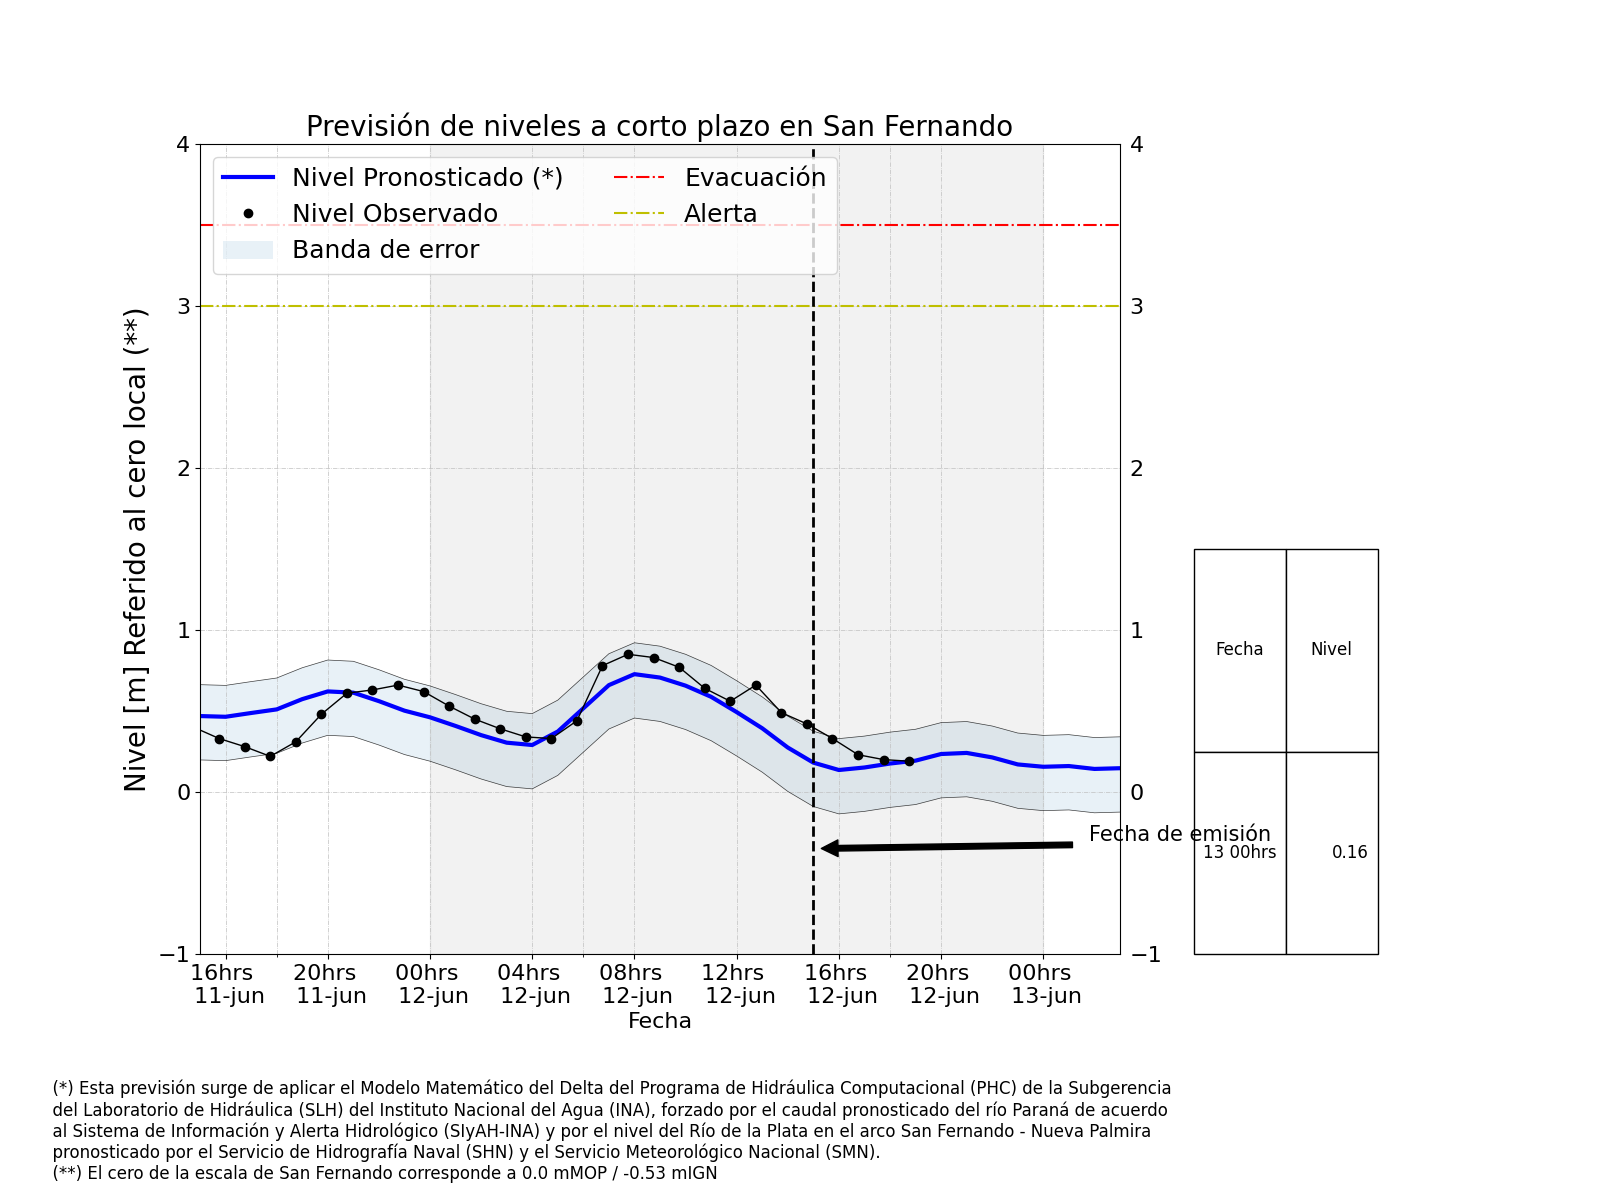 Previsión de niveles a corto plazo en San Fernando
Nivel Pronosticado (*)
Nivel Observado
Banda de error
Evacuación
Alerta
Nivel [m] Referido al cero local (**)
4
3
2
1
0
−1
4
3
2
1
0
−1
Fecha de emisión
Fecha Nivel
13 00hrs 0.16
16hrs 20hrs 00hrs 04hrs 08hrs 12hrs 16hrs 20hrs 00hrs
11-jun 11-jun 12-jun 12-jun 12-jun 12-jun 12-jun 12-jun 13-jun
Fecha
(*) Esta previsión surge de aplicar el Modelo Matemático del Delta del Programa de Hidráulica Computacional (PHC) de la Subgerencia
del Laboratorio de Hidráulica (SLH) del Instituto Nacional del Agua (INA), forzado por el caudal pronosticado del río Paraná de acuerdo
al Sistema de Información y Alerta Hidrológico (SIyAH-INA) y por el nivel del Río de la Plata en el arco San Fernando - Nueva Palmira
pronosticado por el Servicio de Hidrografía Naval (SHN) y el Servicio Meteorológico Nacional (SMN).
(**) El cero de la escala de San Fernando corresponde a 0.0 mMOP / -0.53 mIGN